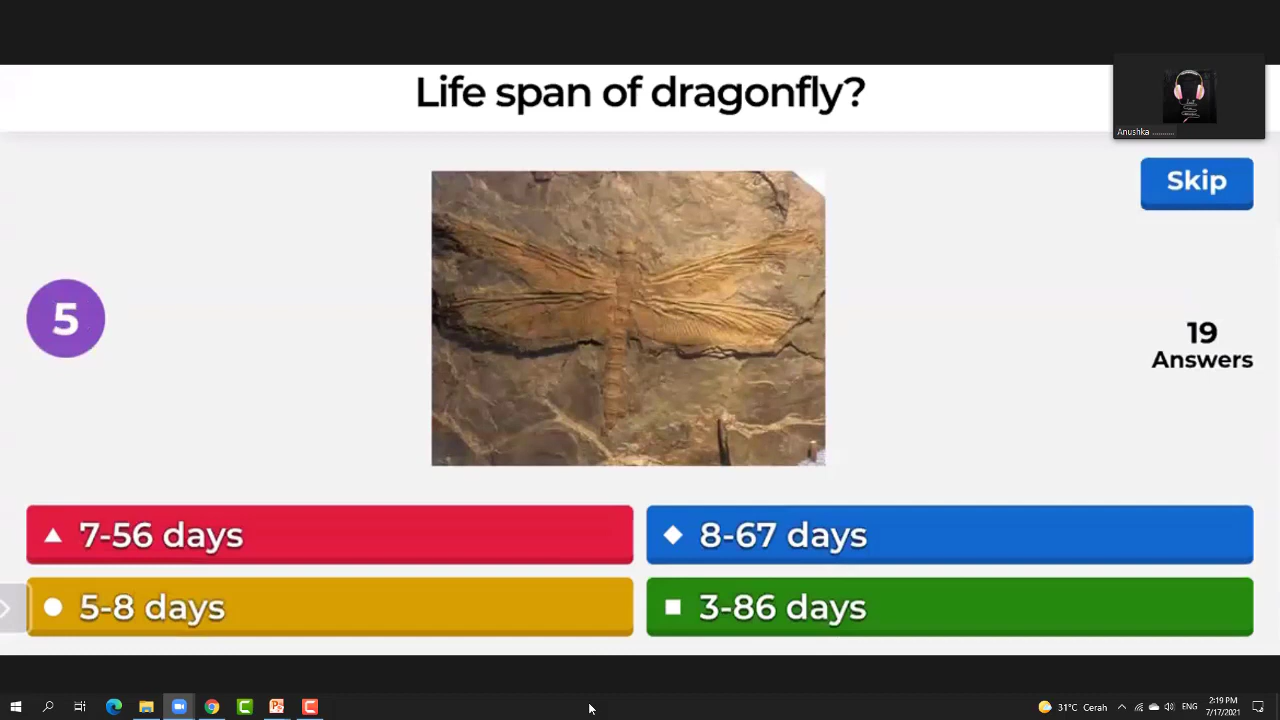 Life span of dragonfly?
Anushka ..........
Skip
5
19
Answers
7-56 days
8-67 days
5-8 days
3-86 days
31°C Cerah
ENG
2:19 PM
7/17/2021